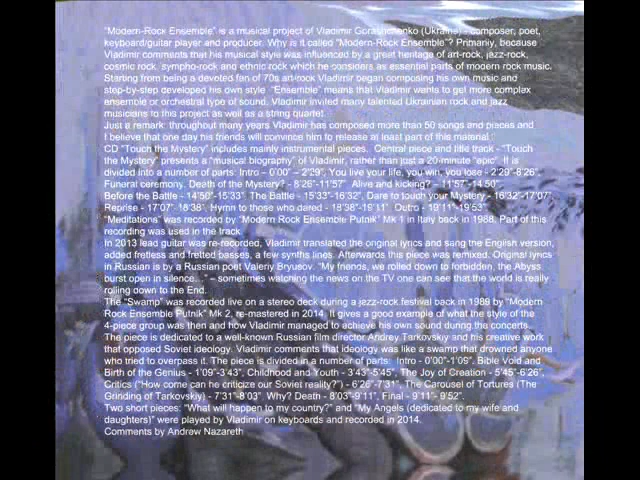 "Modern-Rock Ensemble" is a musical project of Vladimir Gorashchenko (Ukraine) - composer, poet,
keyboard/guitar player and producer. Why is it called "Modern-Rock Ensemble"? Primarily, because
Vladimir comments that his musical style was influenced by a great heritage of art-rock, jazz-rock,
cosmic rock, sympho-rock and ethnic rock which he considers as essential parts of modern rock music.
Starting from being a devoted fan of 70s art-rock Vladimir began composing his own music and
step-by-step developed his own style. "Ensemble" means that Vladimir wants to get more complex
ensemble or orchestral type of sound. Vladimir invited many talented Ukrainian rock and jazz
musicians to this project as well as a string quartet.
Just a remark: throughout many years Vladimir has composed more than 50 songs and pieces and
I believe that one day his friends will convince him to release at least part of this material.
CD "Touch the Mystery" includes mainly instrumental pieces. Central piece and title track - "Touch
the Mystery" presents a "musical biography" of Vladimir, rather than just a 20-minute "epic". It is
divided into a number of parts: Intro – 0'00" – 2'29", You live your life, you win, you lose - 2'29"-8'26",
Funeral ceremony. Death of the Mystery? - 8'26"-11'57", Alive and kicking? – 11'57"-14'50",
Before the Battle - 14'50"-15'33", The Battle - 15'33"-16'32", Dare to touch your Mystery - 16'32"-17'07",
Reprise - 17'07"- 18'38", Hymn for those who dared - 18'38"-19'11", Outro - 19'11"-19'53".
"Meditations" was recorded by "Modern Rock Ensemble Putnik" Mk 1 in Italy back in 1988. Part of this
recording was used in the track.
In 2013 lead guitar was re-recorded, Vladimir translated the original lyrics and sang the English version,
added fretless and fretted basses, a few synths lines. Afterwards this piece was remixed. Original lyrics
in Russian is by a Russian poet Valeriy Bryusov. "My friends, we rolled down to forbidden, the Abyss
burst open in silence..." – sometimes watching the news on the TV one can see that the world is really
rolling down to the End.
The "Swamp" was recorded live on a stereo deck during a jazz-rock festival back in 1989 by "Modern
Rock Ensemble Putnik" Mk 2, re-mastered in 2014. It gives a good example of what the style of the
4-piece group was then and how Vladimir managed to achieve his own sound during the concerts.
The piece is dedicated to a well-known Russian film director Andrey Tarkovskiy and his creative work
that opposed Soviet ideology. Vladimir comments that ideology was like a swamp that drowned anyone
who tried to overpass it. The piece is divided in a number of parts: Intro - 0'00"-1'09", Bible Void and
Birth of the Genius - 1'09"-3'43", Childhood and Youth - 3'43"-5'45", The Joy of Creation - 5'45"-6'26",
Critics ("How come can he criticize our Soviet reality?") - 6'26"-7'31", The Carousel of Tortures (The
Grinding of Tarkovskiy) - 7'31"-8'03", Why? Death - 8'03"-9'11", Final - 9'11"- 9'52".
Two short pieces: "What will happen to my country?" and "My Angels (dedicated to my wife and
daughters)" were played by Vladimir on keyboards and recorded in 2014.
Comments by Andrew Nazareth